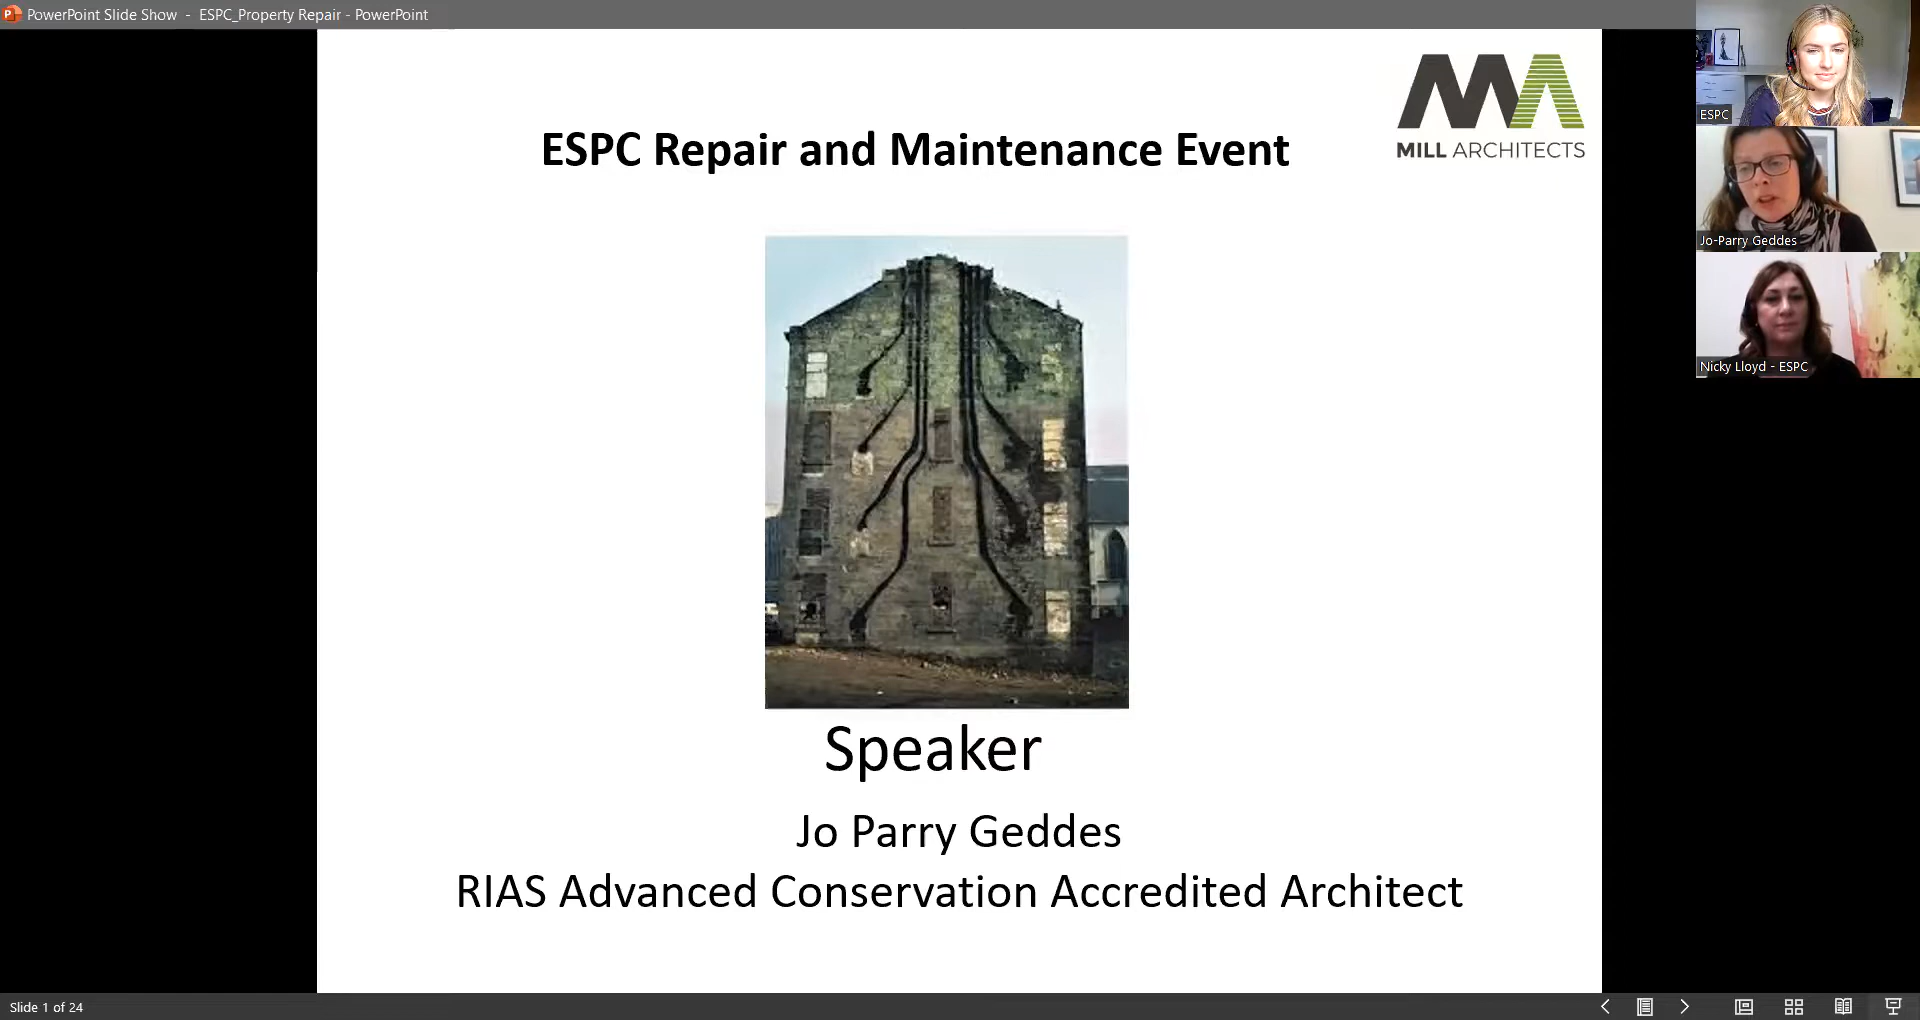 PowerPoint Slide Show - ESPC_Property Repair - PowerPoint
MILL ARCHITECTS
ESPC Repair and Maintenance Event
Speaker
Jo Parry Geddes
RIAS Advanced Conservation Accredited Architect
ESPC
Jo-Parry Geddes
Nicky Lloyd - ESPC
Slide 1 of 24